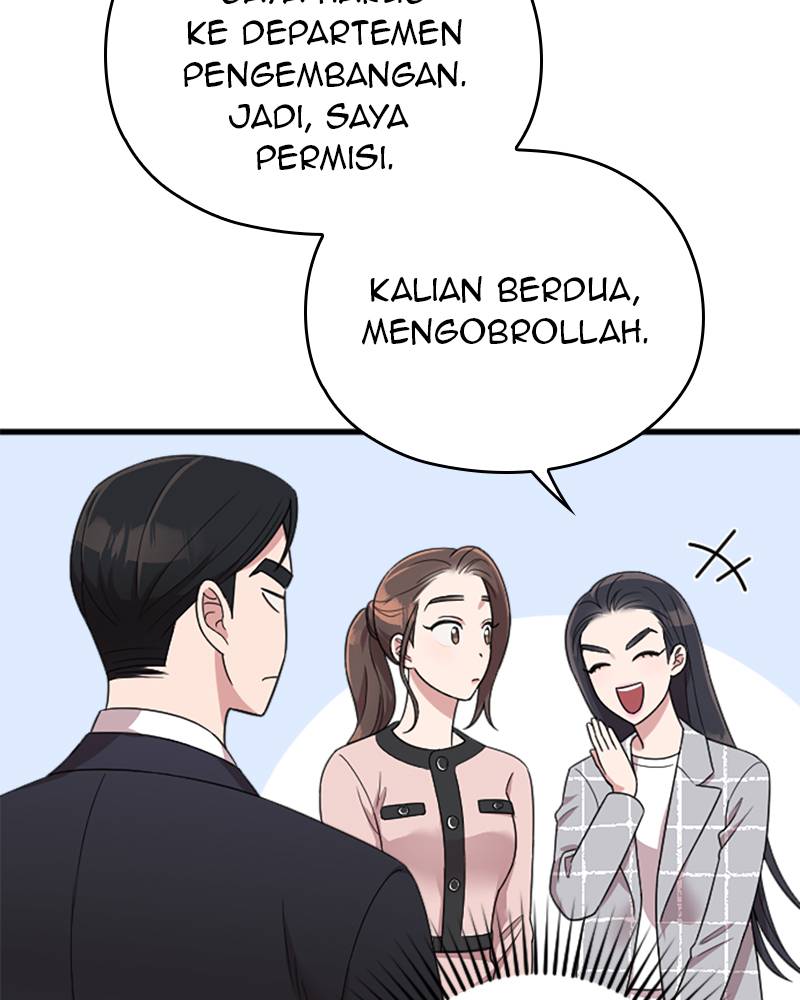 KE DEPARTEMEN
PENGEMBANGAN.
JADI, SAYA
PERMISI.
KALIAN BERDUA,
MENGOBROLLAH.